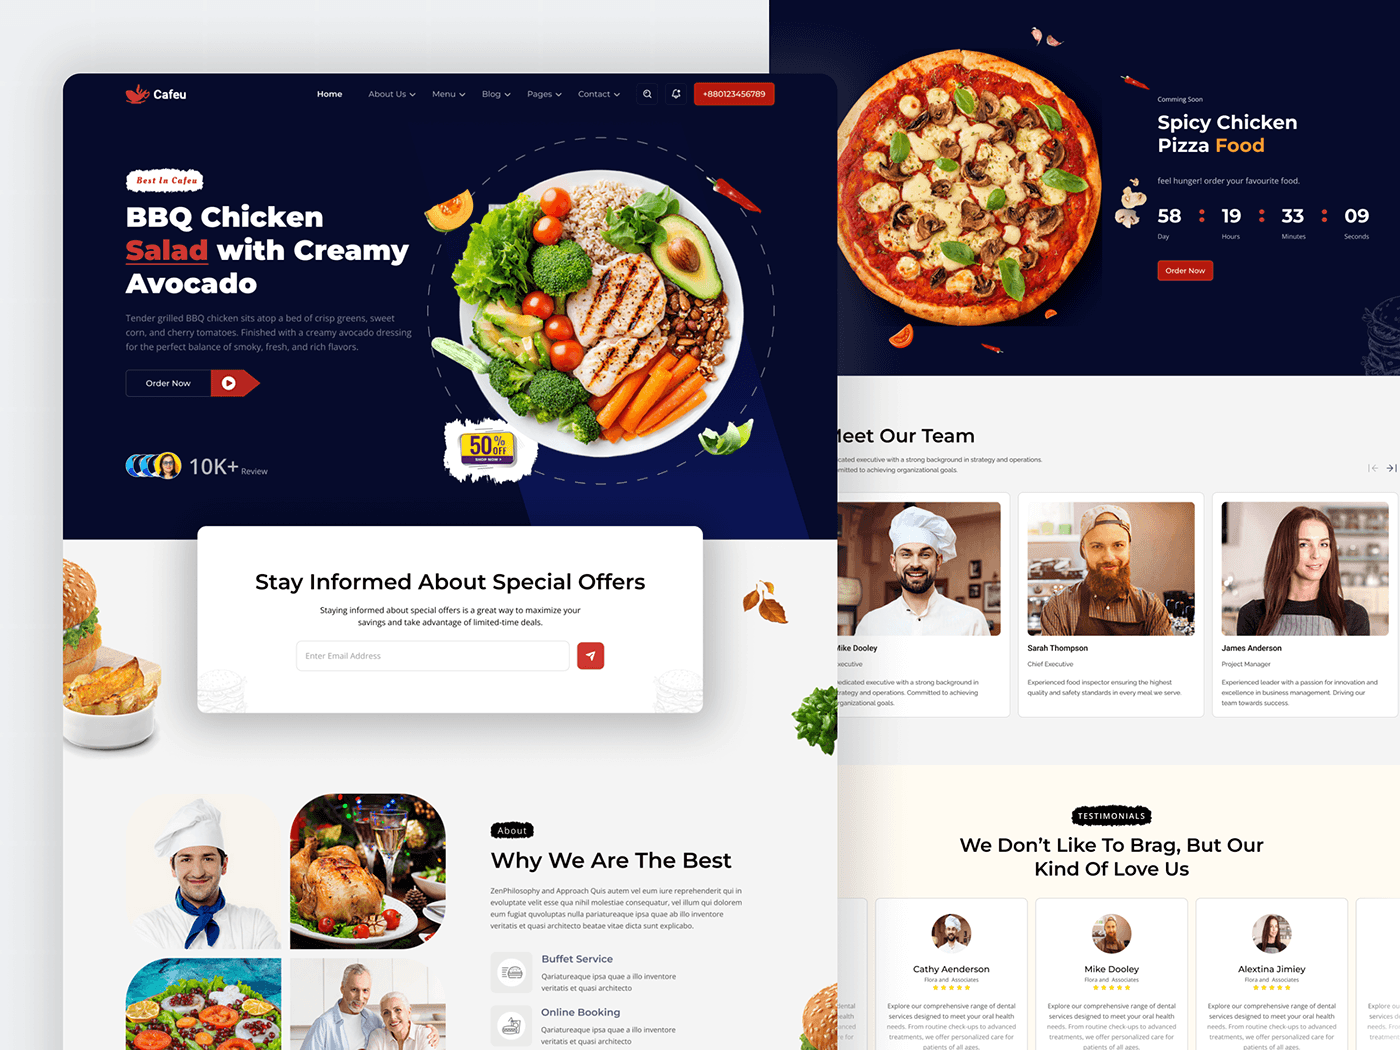 Cafeu
Home
About Us
Menu
Blog
Pages
Contact
+880123456789
Best In Cafeu
BBQ Chicken
Salad with Creamy
Avocado
Tender grilled BBQ chicken sits atop a bed of crisp greens, sweet
corn, and cherry tomatoes. Finished with a creamy avocado dressing
for the perfect balance of smoky, fresh, and rich flavors.
Order Now
10K+ Review
50% OFF
SHOP NOW
Stay Informed About Special Offers
Staying informed about special offers is a great way to maximize your
savings and take advantage of limited-time deals.
Enter Email Address
About
Why We Are The Best
ZenPhilosophy and Approach Quis autem vel eum iure reprehenderit qui in
evoluptate velit esse qua nihil molestiae consequatur, vel illum qui dolorem
eum fugiat quvoluptas nulla pariatureaque ipsa quae ab illo inventore
veritatis et quasi architecto beatae vitae dicta sunt explicabo.
Buffet Service
Qariatureaque ipsa quae a illo inventore
veritatis et quasi architecto
Online Booking
Qariatureaque ipsa quae a illo inventore
veritatis et quasi architecto
Comming Soon
Spicy Chicken
Pizza Food
feel hunger! order your favourite food.
58 : 19 : 33 : 09
Day Hours Minutes Seconds
Order Now
Meet Our Team
dicated executive with a strong background in strategy and operations.
mmitted to achieving organizational goals.
Mike Dooley
xecutive
edicated executive with a strong background in
trategy and operations. Committed to achieving
rganizational goals.
Sarah Thompson
Chief Executive
Experienced food inspector ensuring the highest
quality and safety standards in every meal we serve.
James Anderson
Project Manager
Experienced leader with a passion for innovation and
excellence in business management. Driving our
team towards success.
TESTIMONIALS
We Don't Like To Brag, But Our
Kind Of Love Us
Cathy Aenderson
Flora and Associates
Explore our comprehensive range of dental
services designed to meet your oral health
needs. From routine check-ups to advanced
treatments, we offer personalized care for
patients of all ages.
Mike Dooley
Flora and Associates
Explore our comprehensive range of dental
services designed to meet your oral health
needs. From routine check-ups to advanced
treatments, we offer personalized care for
patients of all ages.
Alextina Jimiey
Flora and Associates
Explore our comprehensive range of dental
services designed to meet your oral health
needs. From routine check-ups to advanced
treatments, we offer personalized care for
patients of all ages.